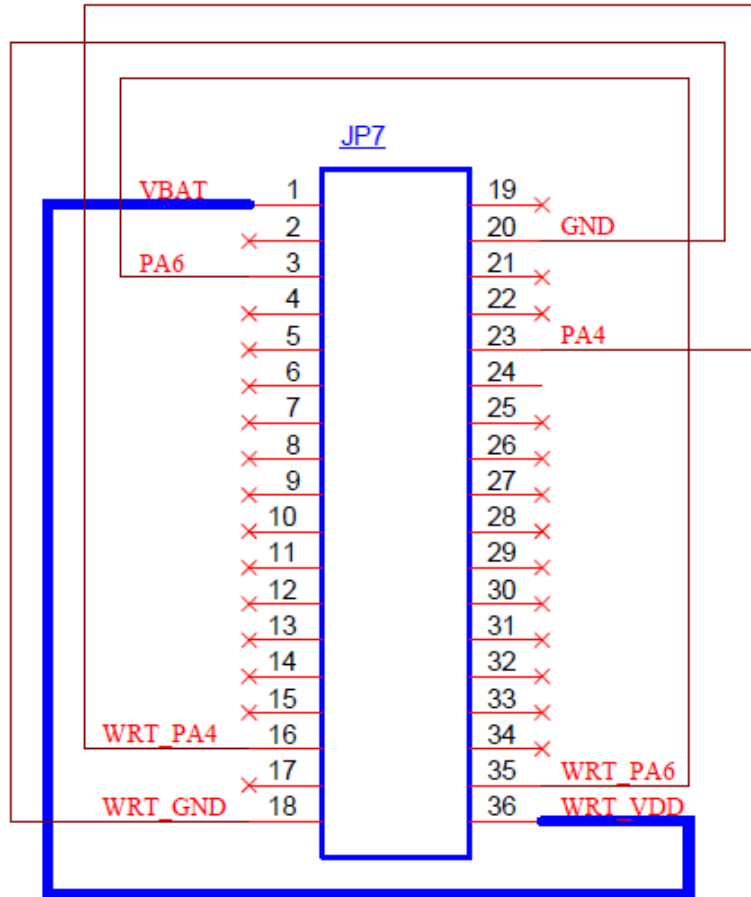 JP7
VBAT 1 19
2 20 GND
PA6 3 21
4 22
5 23 PA4
6 24
7 25
8 26
9 27
10 28
11 29
12 30
13 31
14 32
15 33
WRT_PA4 16 34
17 35 WRT_PA6
WRT_GND 18 36 WRT_VDD